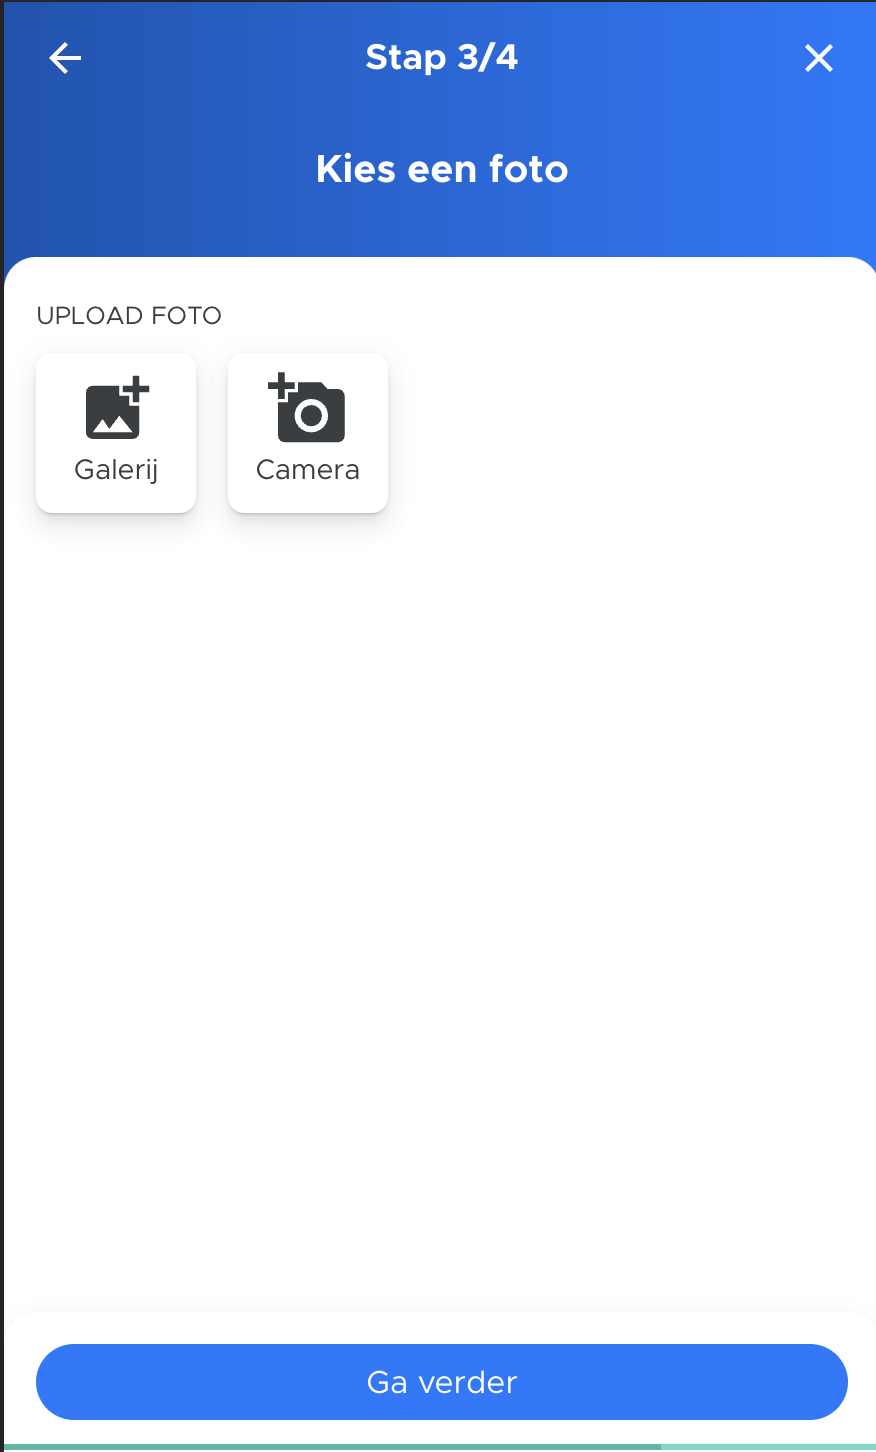 Stap 3/4
Kies een foto
UPLOAD FOTO
Galerij
Camera
Ga verder